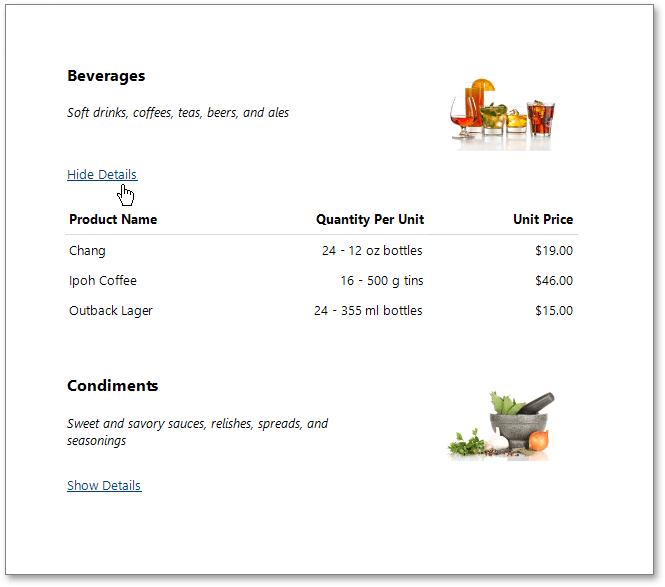 Beverages
Soft drinks, coffees, teas, beers, and ales
Hide Details
Product Name Quantity Per Unit Unit Price
Chang 24 - 12 oz bottles $19.00
Ipoh Coffee 16 - 500 g tins $46.00
Outback Lager 24 - 355 ml bottles $15.00
Condiments
Sweet and savory sauces, relishes, spreads, and
seasonings
Show Details